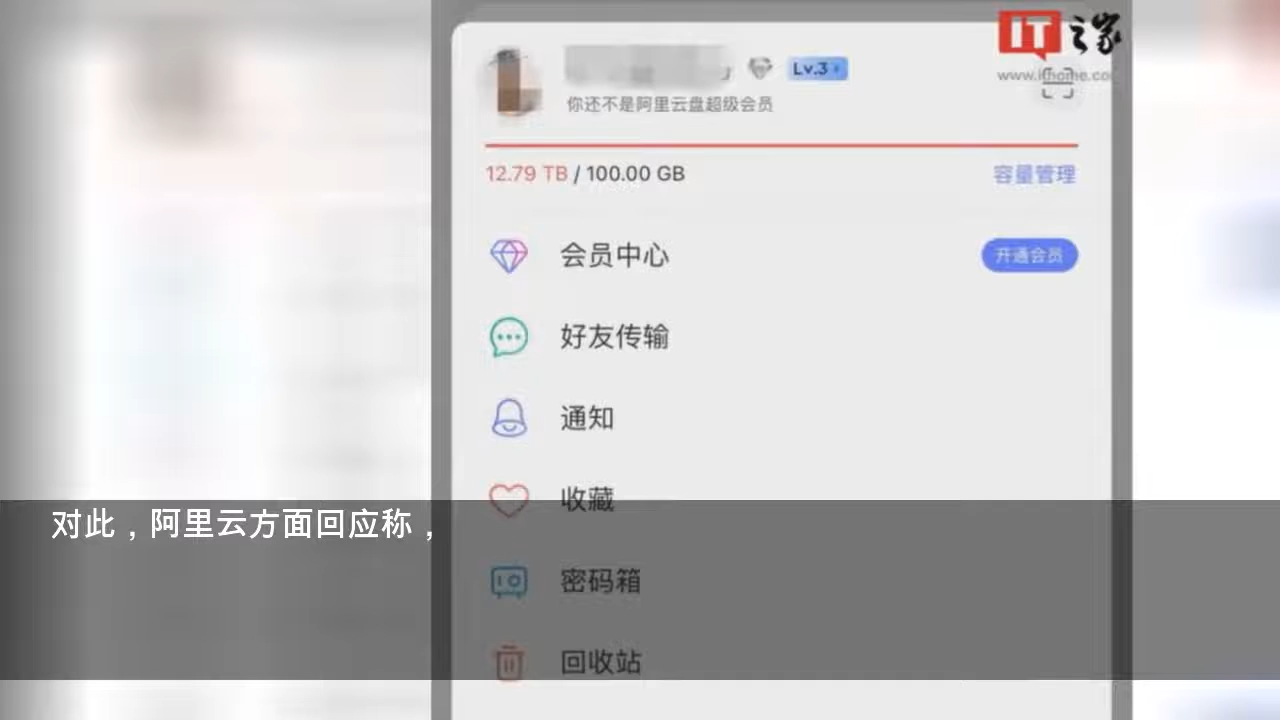 IT之家
Lv.3
www.ithome.co
你还不是阿里云盘超级会员
12.79 TB / 100.00 GB
容量管理
会员中心
开通会员
好友传输
通知
收藏
对此，阿里云方面回应称，
密码箱
回收站